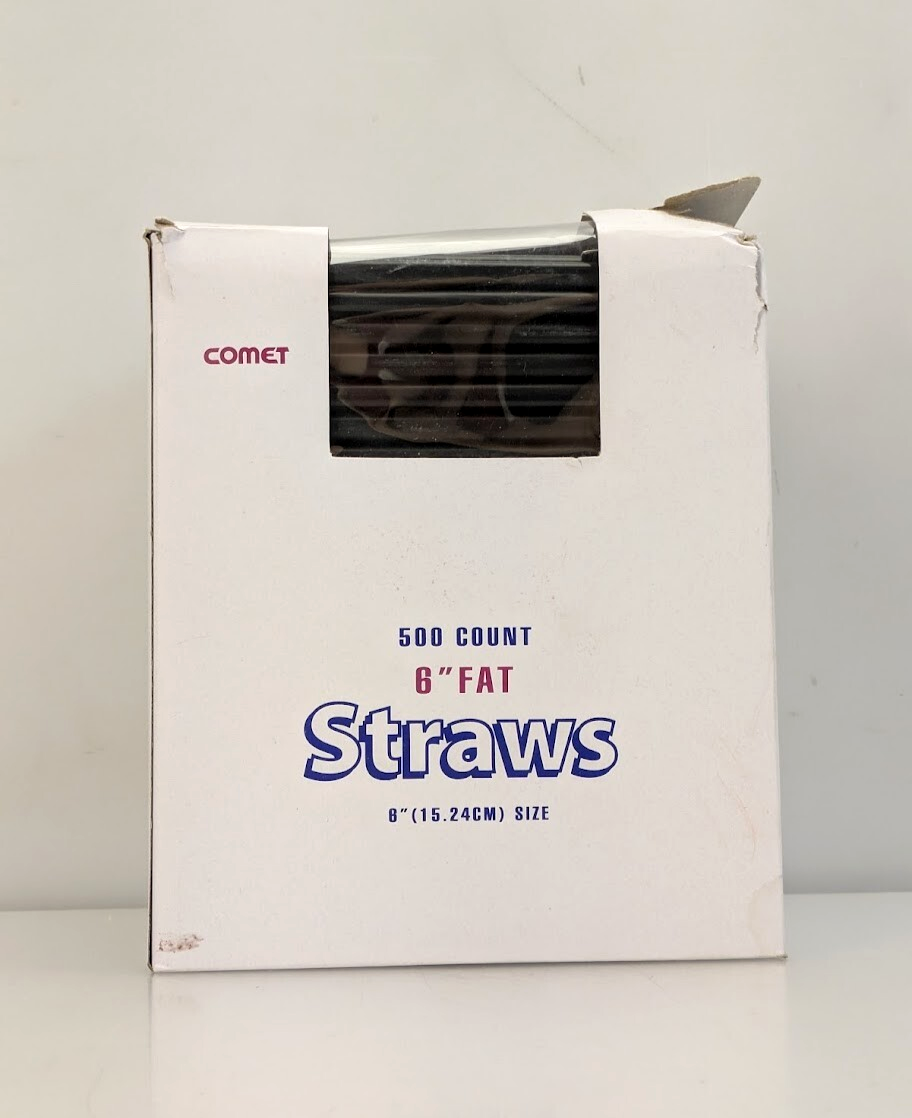 COMET
500 COUNT
6″FAT
Straws
6″(15.24CM) SIZE